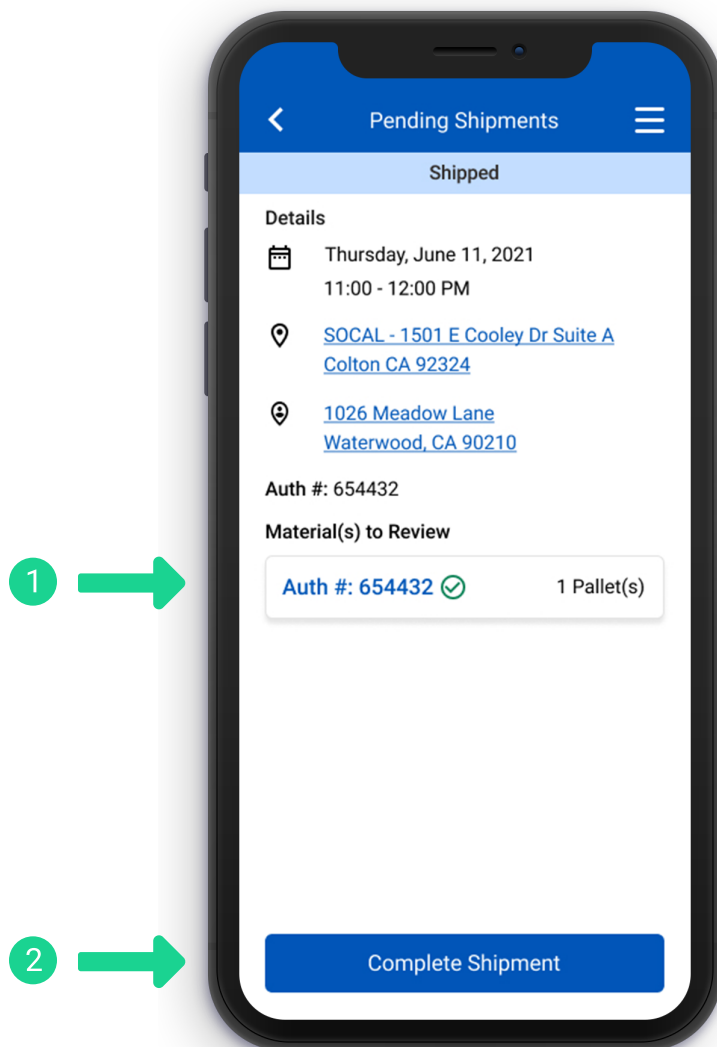 Pending Shipments
Shipped
Details
Thursday, June 11, 2021
11:00 - 12:00 PM
SOCAL - 1501 E Cooley Dr Suite A
Colton CA 92324
1026 Meadow Lane
Waterwood, CA 90210
Auth #: 654432
Material(s) to Review
1
Auth #: 654432 1 Pallet(s)
2
Complete Shipment